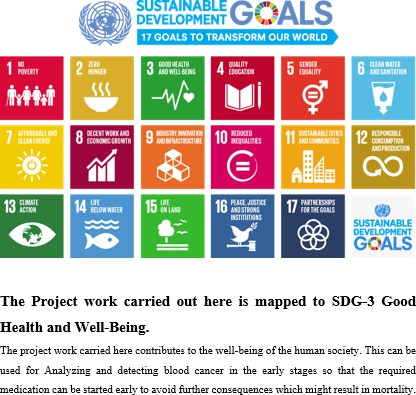 SUSTAINABLE
DEVELOPMENT
GOALS
17 GOALS TO TRANSFORM OUR WORLD
1 NO
POVERTY
2 ZERO
HUNGER
3 GOOD HEALTH
AND WELL-BEING
4 QUALITY
EDUCATION
5 GENDER
EQUALITY
6 CLEAN WATER
AND SANITATION
7 AFFORDABLE AND
CLEAN ENERGY
8 DECENT WORK AND
ECONOMIC GROWTH
9 INDUSTRY, INNOVATION
AND INFRASTRUCTURE
10 REDUCED
INEQUALITIES
11 SUSTAINABLE CITIES
AND COMMUNITIES
12 RESPONSIBLE
CONSUMPTION
AND PRODUCTION
13 CLIMATE
ACTION
14 LIFE
BELOW WATER
15 LIFE
ON LAND
16 PEACE, JUSTICE
AND STRONG
INSTITUTIONS
17 PARTNERSHIPS
FOR THE GOALS
SUSTAINABLE
DEVELOPMENT
GOALS
The Project work carried out here is mapped to SDG-3 Good
Health and Well-Being.
The project work carried here contributes to the well-being of the human society. This can be
used for Analyzing and detecting blood cancer in the early stages so that the required
medication can be started early to avoid further consequences which might result in mortality.